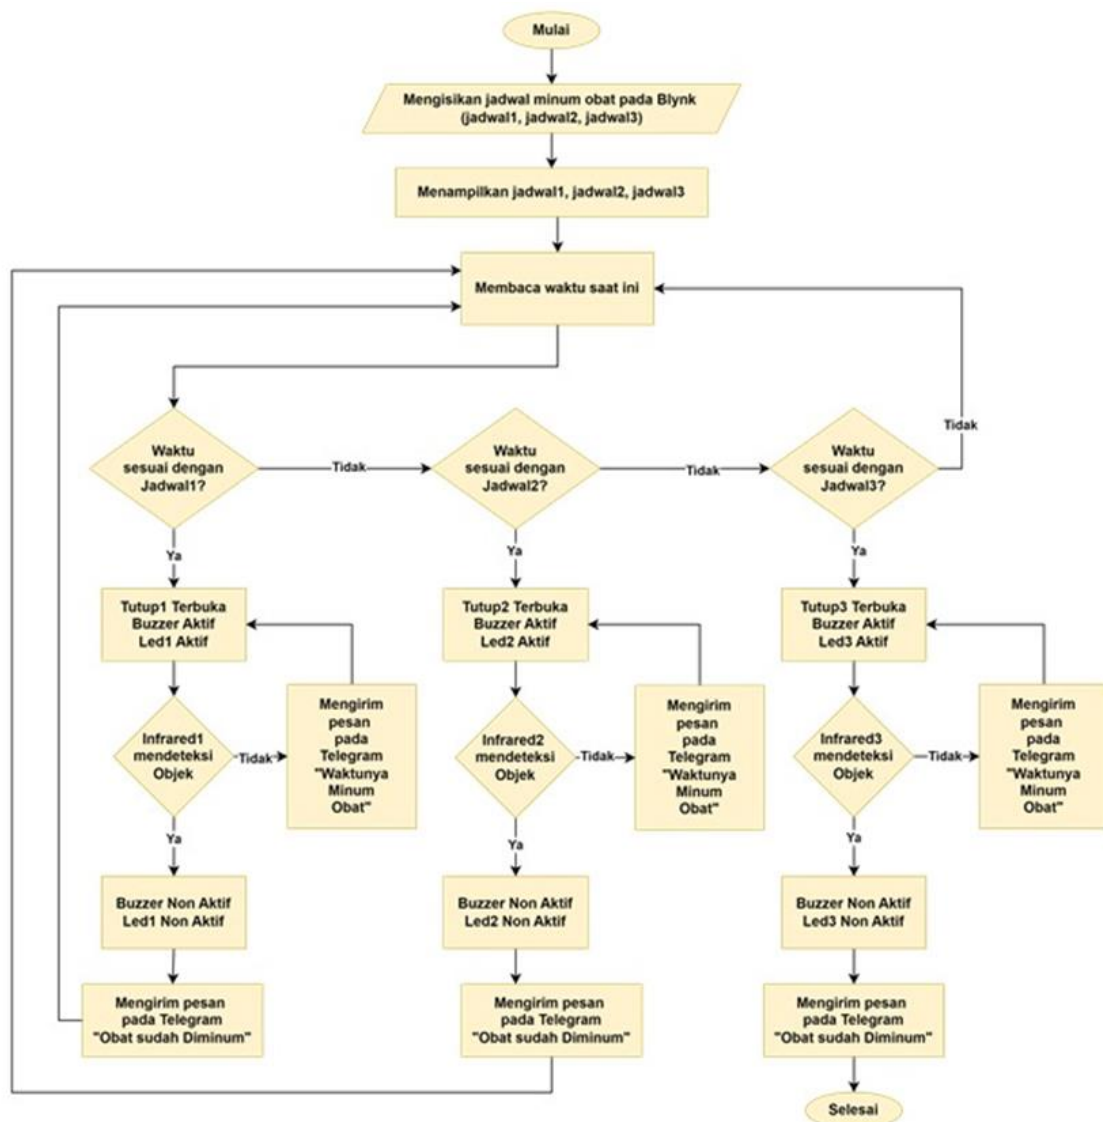 Mulai
Mengisikan jadwal minum obat pada Blynk
(jadwal1, jadwal2, jadwal3)
Menampilkan jadwal1, jadwal2, jadwal3
Membaca waktu saat ini
Waktu
sesuai dengan
Jadwal1?
Tidak
Waktu
sesuai dengan
Jadwal2?
Tidak
Waktu
sesuai dengan
Jadwal3?
Tidak
Ya
Ya
Ya
Tutup1 Terbuka
Buzzer Aktif
Led1 Aktif
Tutup2 Terbuka
Buzzer Aktif
Led2 Aktif
Tutup3 Terbuka
Buzzer Aktif
Led3 Aktif
Infrared1
mendeteksi
Objek
Tidak
Mengirim
pesan
pada
Telegram
"Waktunya
Minum
Obat"
Infrared2
mendeteksi
Objek
Tidak
Mengirim
pesan
pada
Telegram
"Waktunya
Minum
Obat"
Infrared3
mendeteksi
Objek
Tidak
Mengirim
pesan
pada
Telegram
"Waktunya
Minum
Obat"
Ya
Ya
Ya
Buzzer Non Aktif
Led1 Non Aktif
Buzzer Non Aktif
Led2 Non Aktif
Buzzer Non Aktif
Led3 Non Aktif
Mengirim pesan
pada Telegram
"Obat sudah Diminum"
Mengirim pesan
pada Telegram
"Obat sudah Diminum"
Mengirim pesan
pada Telegram
"Obat sudah Diminum"
Selesai